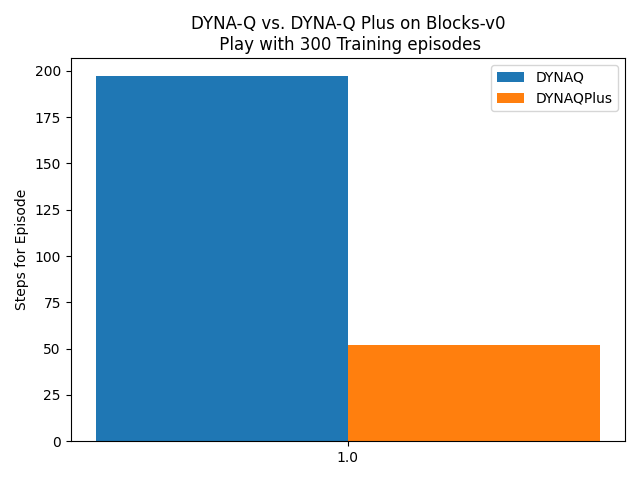 DYNA-Q vs. DYNA-Q Plus on Blocks-v0
Play with 300 Training episodes
DYNAQ
DYNAQPlus
Steps for Episode
200
175
150
125
100
75
50
25
0
1.0